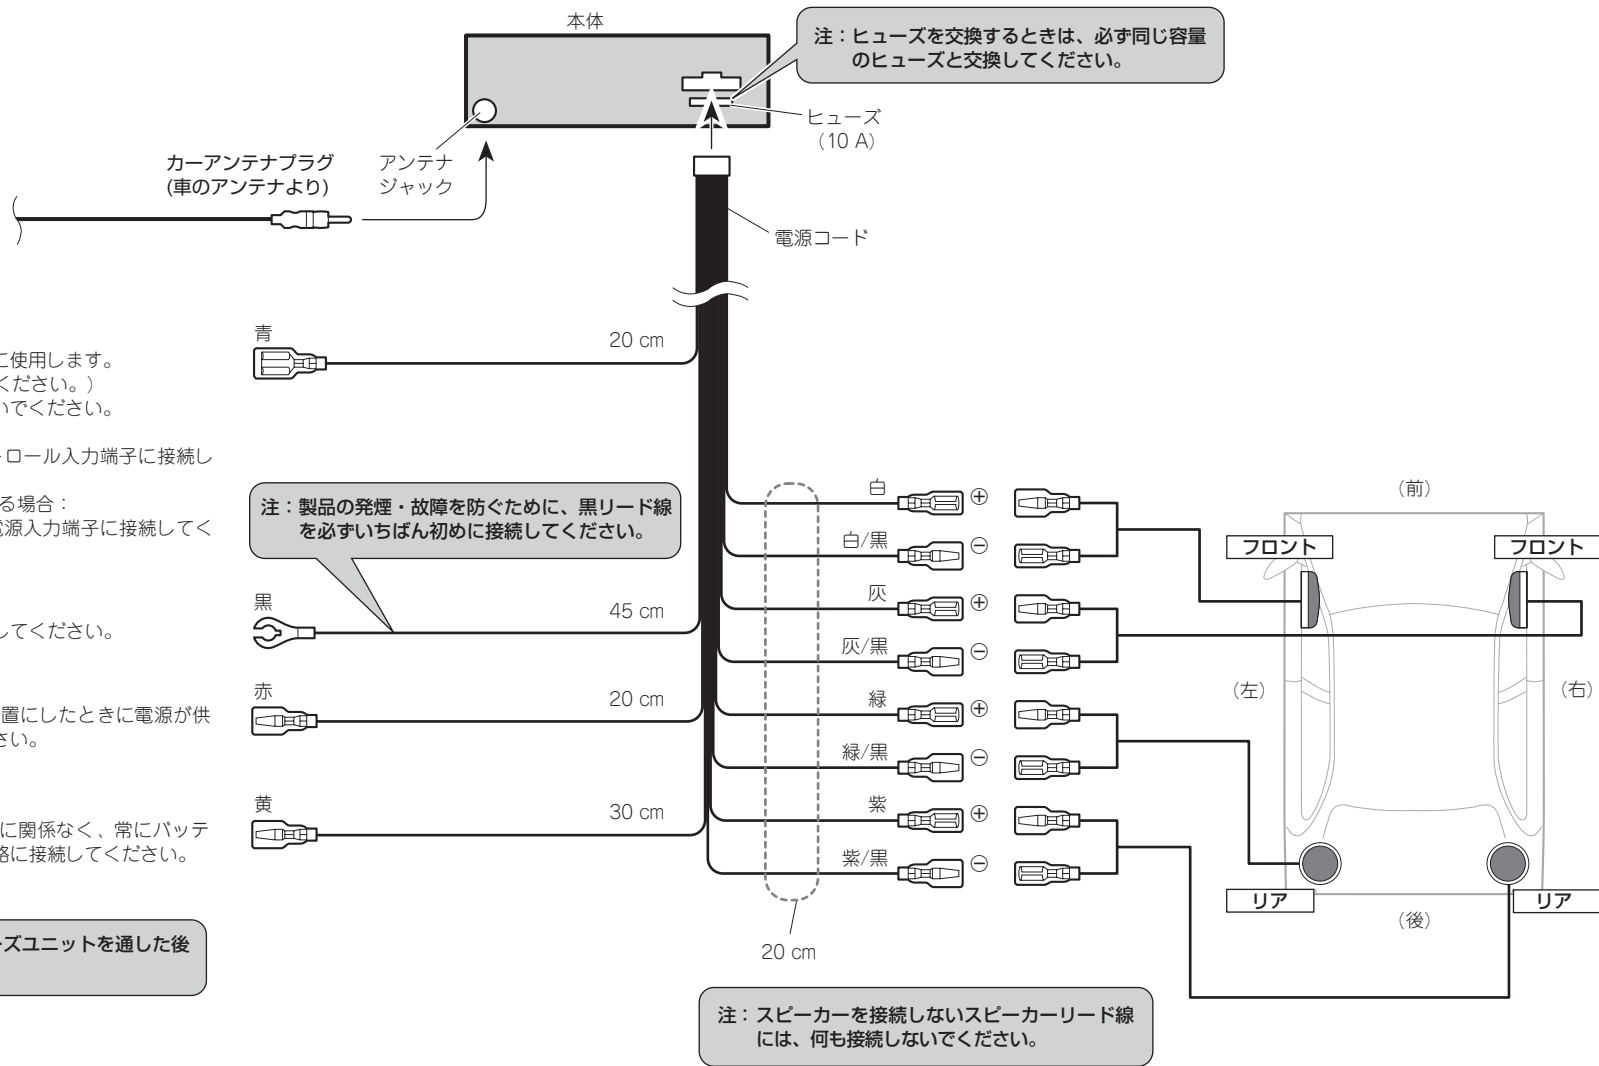 本体
注：ヒューズを交換するときは、必ず同じ容量
のヒューズと交換してください。
ヒューズ
（10 A）
カーアンテナプラグ
(車のアンテナより)
アンテナ
ジャック
電源コード
青
20 cm
に使用します。
ください。）
いでください。
トロール入力端子に接続し
る場合：
電源入力端子に接続してく
注：製品の発煙・故障を防ぐために、黒リード線
を必ずいちばん初めに接続してください。
黒
45 cm
してください。
赤
20 cm
置にしたときに電源が供
さい。
黄
30 cm
に関係なく、常にバッテ
路に接続してください。
ーズユニットを通した後
白
⊕
白/黒
⊖
灰
⊕
灰/黒
⊖
緑
⊕
緑/黒
⊖
紫
⊕
紫/黒
⊖
20 cm
（前）
フロント
フロント
（左）
（右）
リア
リア
（後）
注：スピーカーを接続しないスピーカーリード線
には、何も接続しないでください。